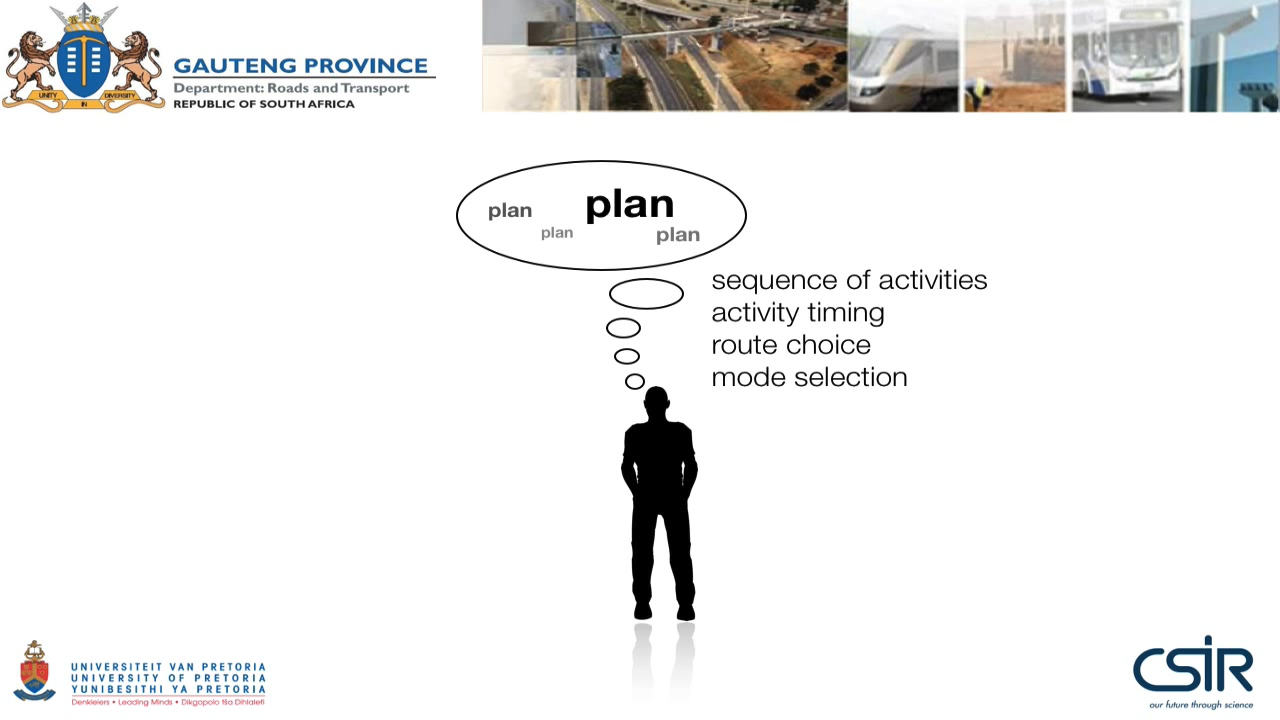 UNITY IN DIVERSITY
GAUTENG PROVINCE
Department: Roads and Transport
REPUBLIC OF SOUTH AFRICA
plan
plan
plan
plan
sequence of activities
activity timing
route choice
mode selection
UNIVERSITEIT VAN PRETORIA
UNIVERSITY OF PRETORIA
YUNIBESITHI YA PRETORIA
Denkleiers • Leading Minds • Dikgopolo tša Dihlalefi
CSIR
our future through science